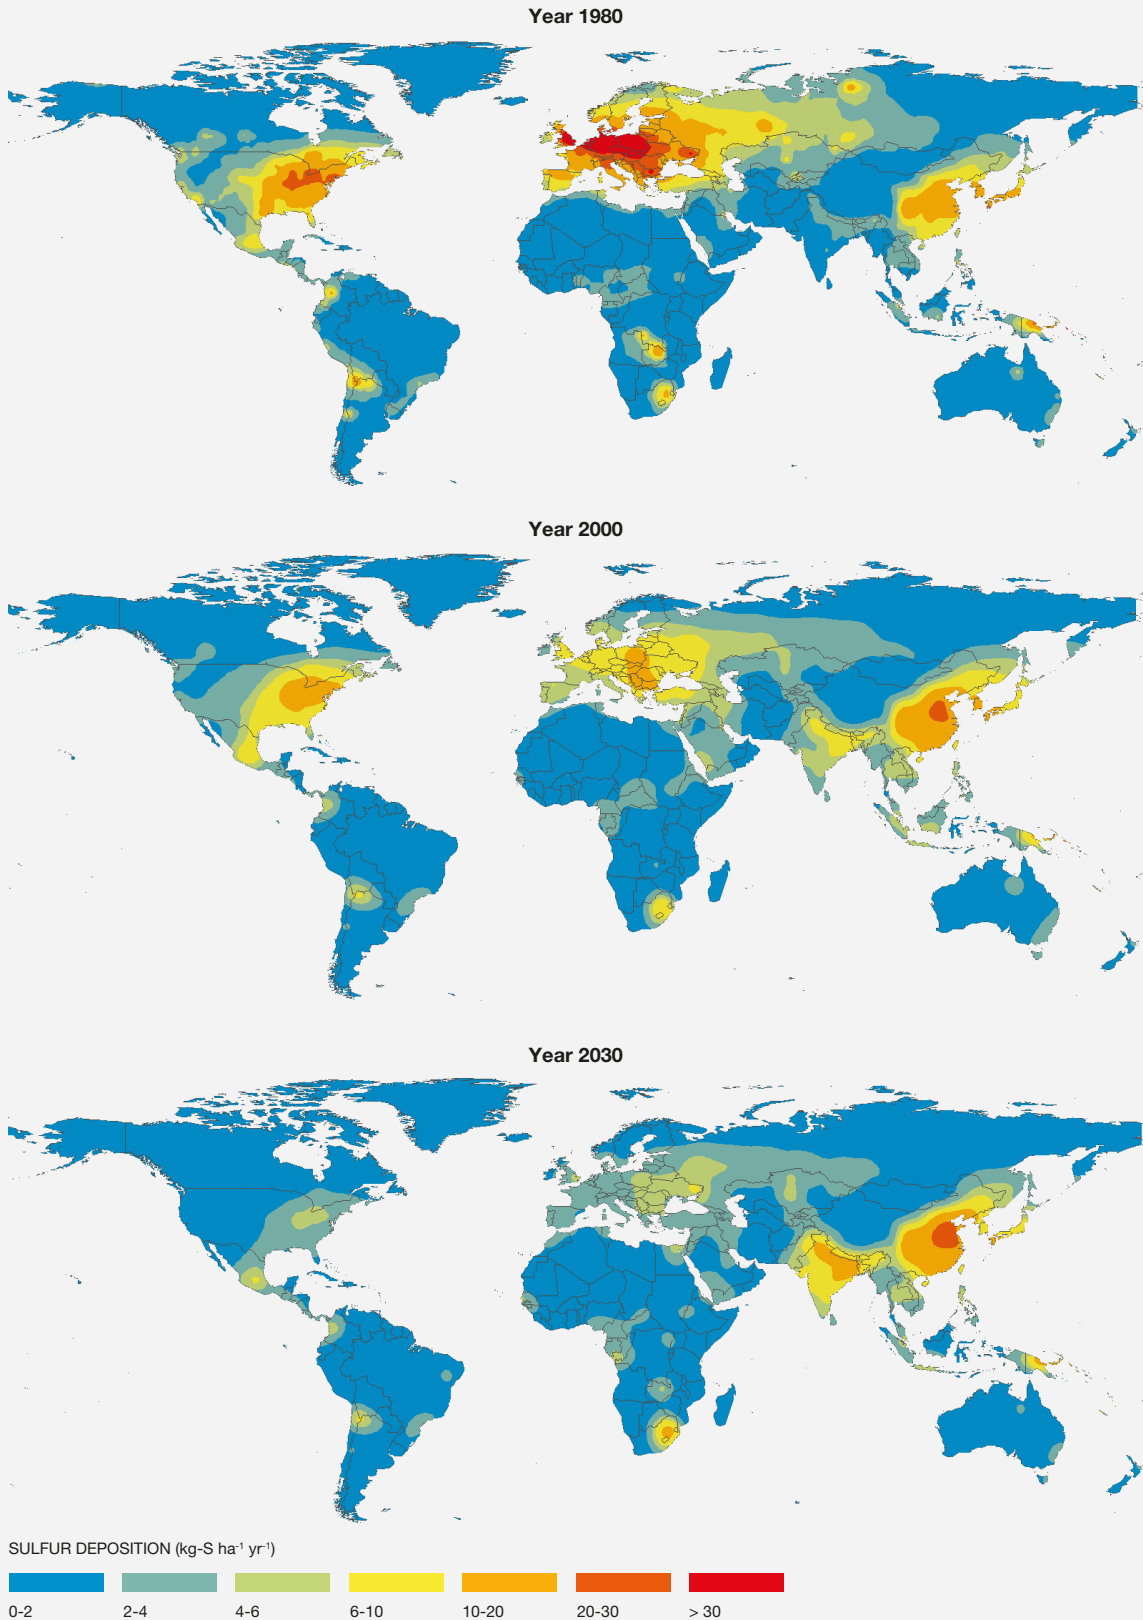 Year 1980
Year 2000
Year 2030
SULFUR DEPOSITION (kg-S ha⁻¹ yr⁻¹)
0-2 2-4 4-6 6-10 10-20 20-30 > 30